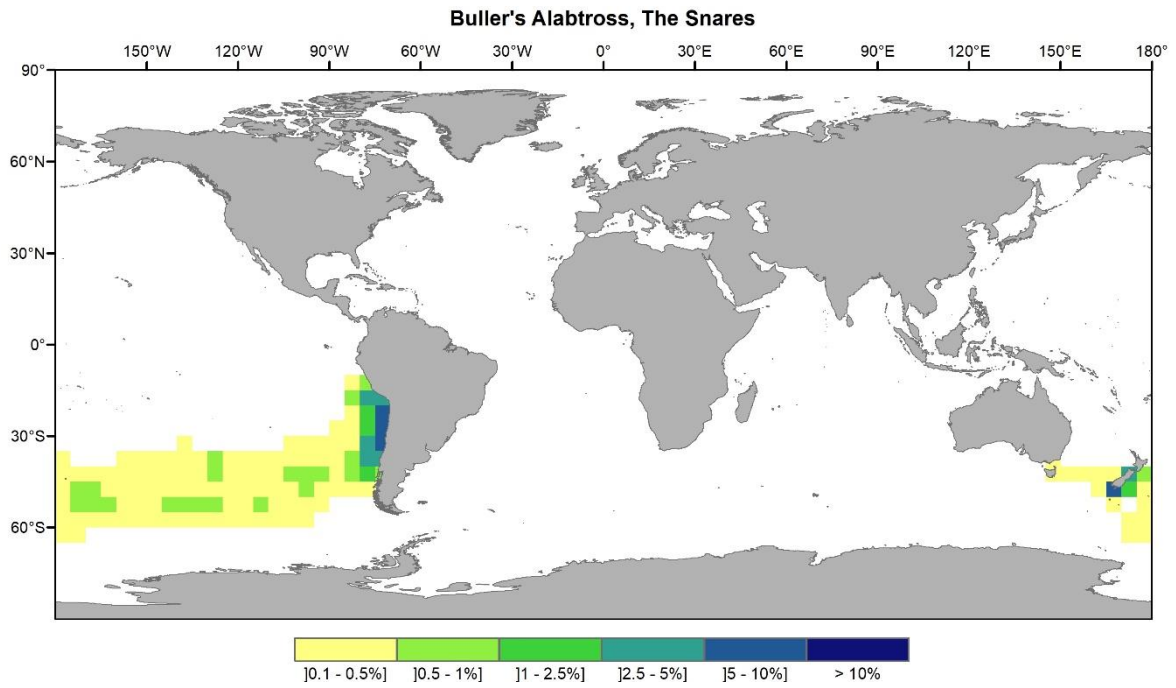 Buller's Alabtross, The Snares
150°W 120°W 90°W 60°W 30°W 0° 30°E 60°E 90°E 120°E 150°E 180°
90°
60°N
30°N
0°
30°S
60°S
]0.1 - 0.5%] ]0.5 - 1%] ]1 - 2.5%] ]2.5 - 5%] ]5 - 10%] > 10%